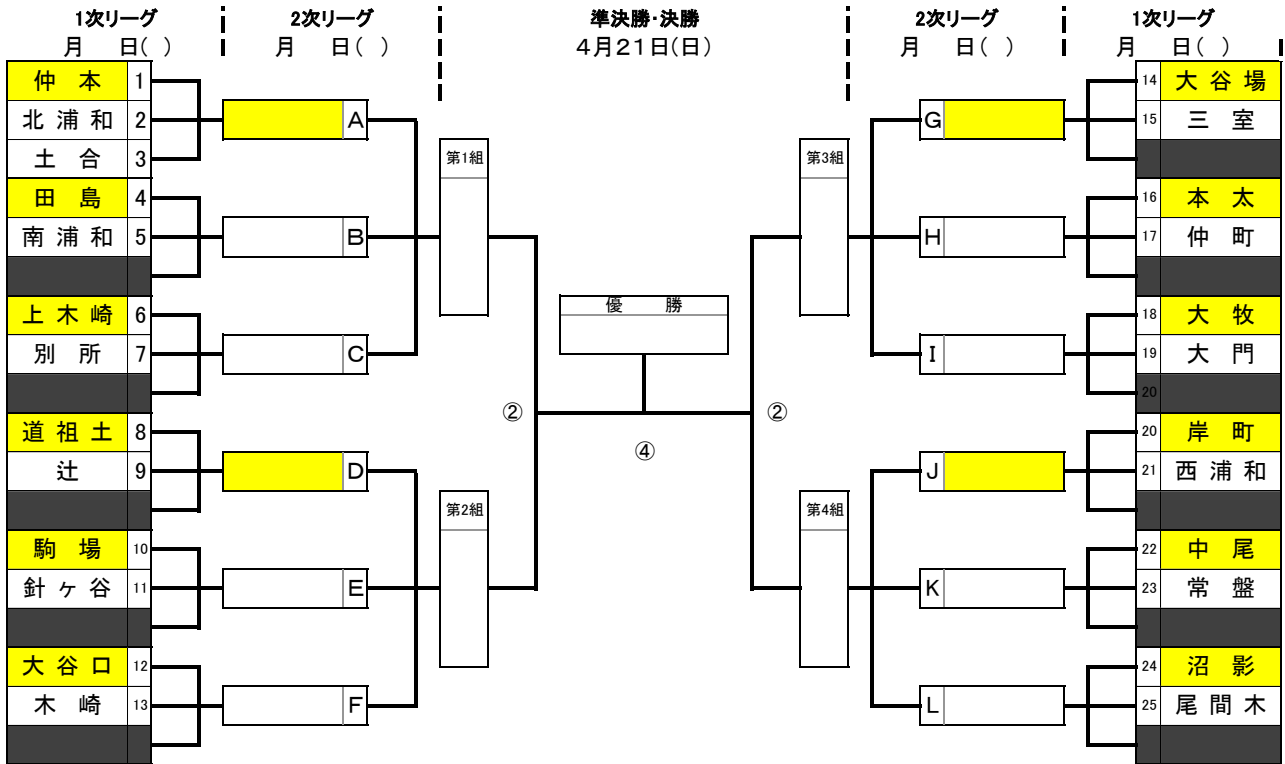 1次リーグ 2次リーグ 準決勝・決勝 2次リーグ 1次リーグ
月 日( ) 月 日( ) 4月21日(日) 月 日( ) 月 日( )
仲 本 1 14 大 谷 場
北 浦 和 2 A G 15 三 室
土 合 3 第1組 第3組
田 島 4 16 本 太
南 浦 和 5 B H 17 仲 町
優 勝
上 木 崎 6 18 大 牧
別 所 7 C I 19 大 門
20
② ②
道 祖 土 8 20 岸 町
④
辻 9 D J 21 西 浦 和
第2組 第4組
駒 場 10 22 中 尾
針 ヶ 谷 11 E K 23 常 盤
大 谷 口 12 24 沼 影
木 崎 13 F L 25 尾 間 木